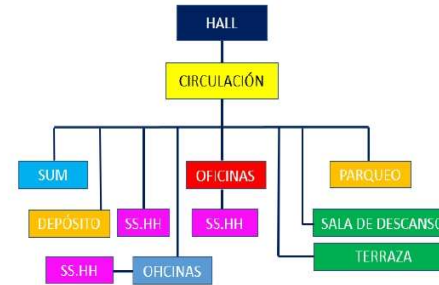 HALL
CIRCULACIÓN
SUM
OFICINAS
PARQUEO
DEPÓSITO
SS.HH
SS.HH
SALA DE DESCANSO
SS.HH
OFICINAS
TERRAZA